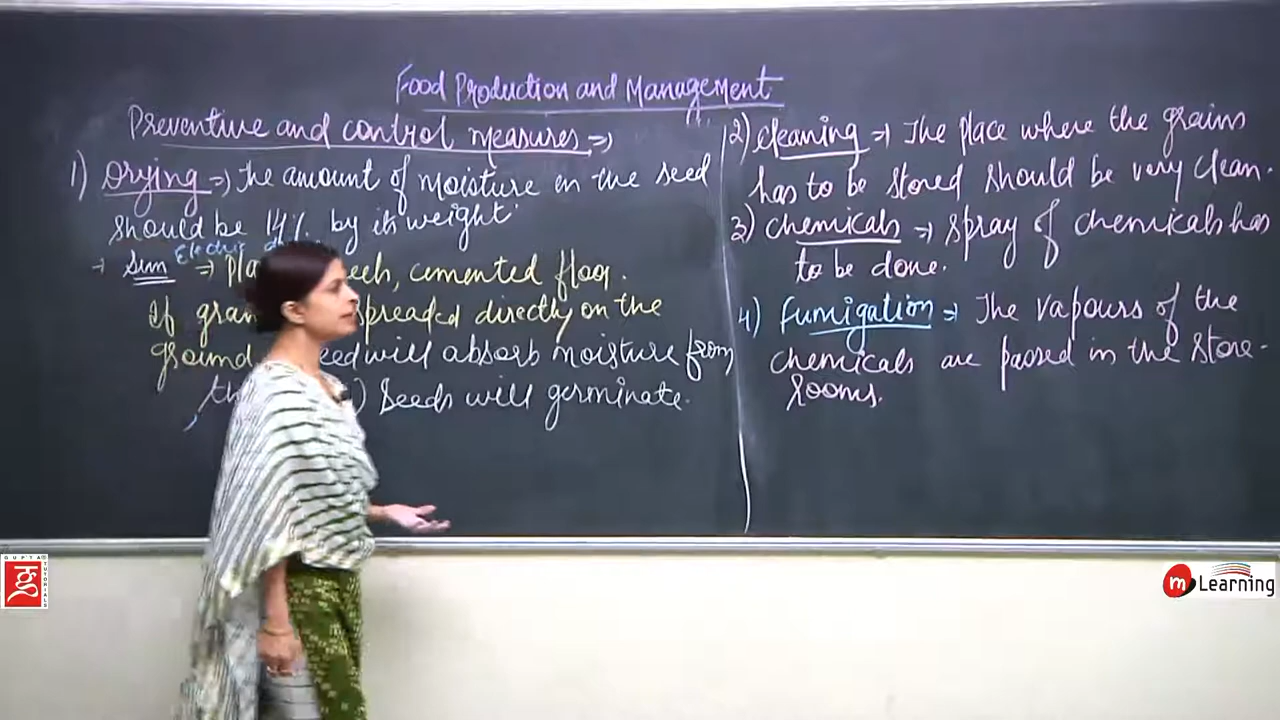 Food Production and Management
Preventive and control measures =>
1) Drying => The amount of moisture in the seed
should be 14% by its weight.
→ Sun Electric
=> cemented floor.
If spreaded directly on the
ground will absorb moisture from
) Seeds will germinate.
2) cleaning => The place where the grains
has to be stored should be very clean.
3) chemicals => spray of chemicals has
to be done.
4) fumigation => The vapours of the
chemicals are passed in the store-
rooms.
GUPTA TUTORIALS
m Learning